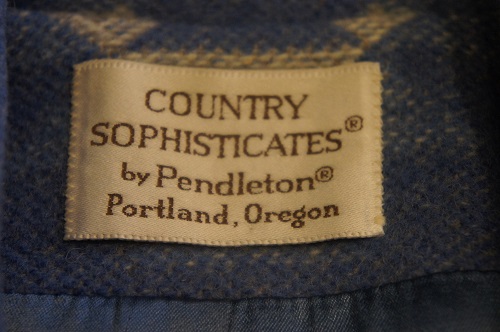 COUNTRY
SOPHISTICATES®
by Pendleton®
Portland, Oregon